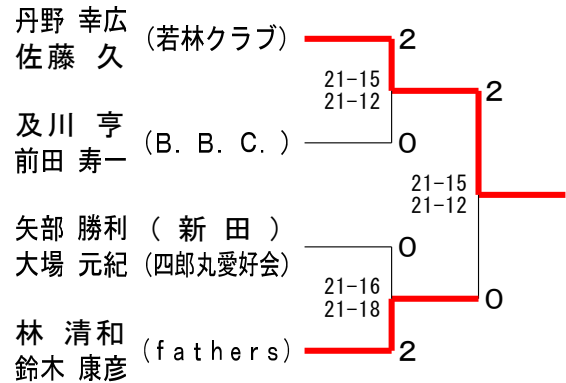 丹野 幸広
佐藤 久
(若林クラブ)
2
21-15
21-12
2
及川 亨
前田 寿一
(B. B. C. )
0
21-15
21-12
矢部 勝利 ( 新 田 )
大場 元紀 (四郎丸愛好会)
0
21-16
21-18
0
林 清和
鈴木 康彦
(fathers)
2